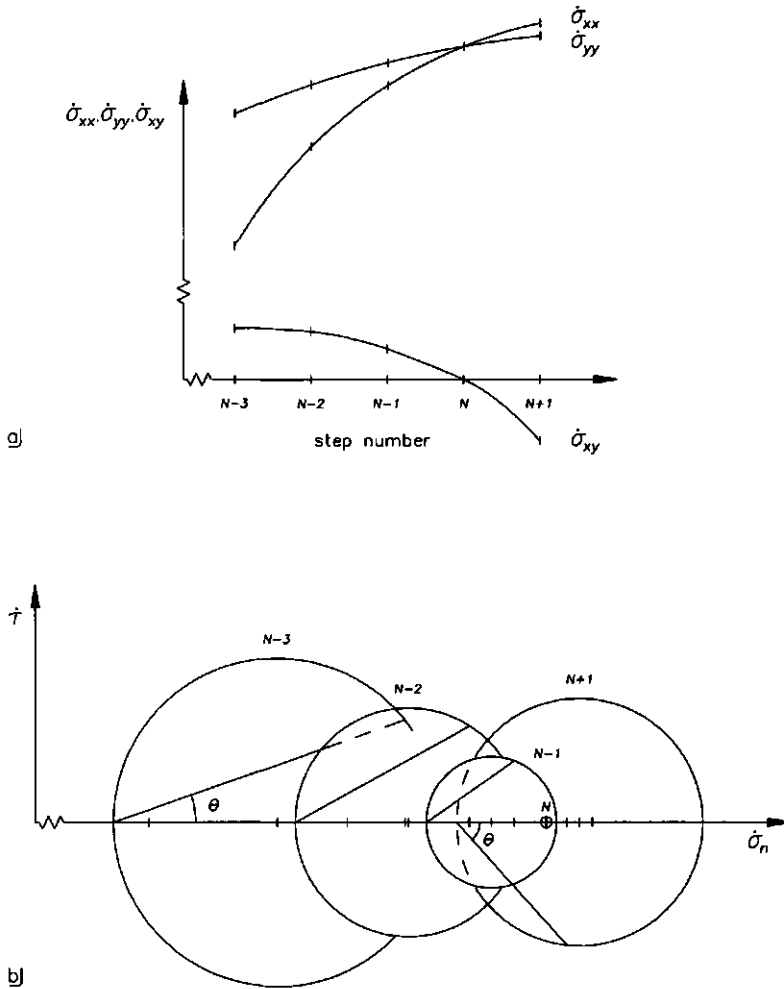 σ̇xx
σ̇yy
σ̇xx, σ̇yy, σ̇xy
N-3 N-2 N-1 N N+1
step number
σ̇xy
a)
τ̇
N-3
N-2
N+1
N-1
N
θ
θ
σ̇n
b)